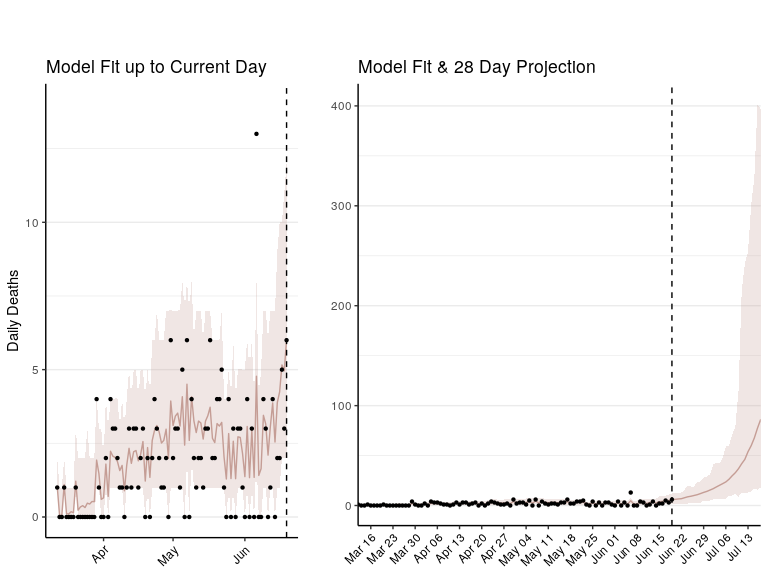 Model Fit up to Current Day
Model Fit & 28 Day Projection
Daily Deaths
10
5
0
Apr
May
Jun
400
300
200
100
0
Mar 16
Mar 23
Mar 30
Apr 06
Apr 13
Apr 20
Apr 27
May 04
May 11
May 18
May 25
Jun 01
Jun 08
Jun 15
Jun 22
Jun 29
Jul 06
Jul 13